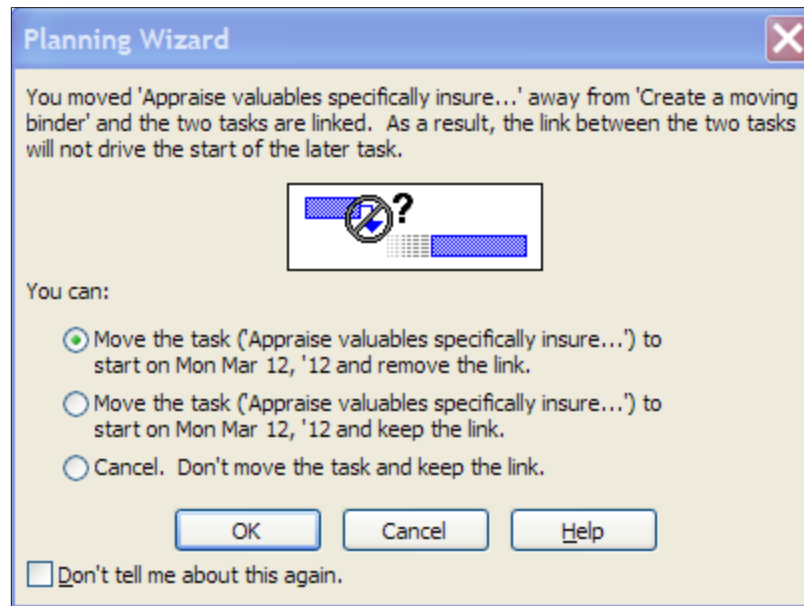 Planning Wizard
You moved 'Appraise valuables specifically insure...' away from 'Create a moving
binder' and the two tasks are linked. As a result, the link between the two tasks
will not drive the start of the later task.
?
You can:
Move the task ('Appraise valuables specifically insure...') to
start on Mon Mar 12, '12 and remove the link.
Move the task ('Appraise valuables specifically insure...') to
start on Mon Mar 12, '12 and keep the link.
Cancel. Don't move the task and keep the link.
OK Cancel Help
Don't tell me about this again.